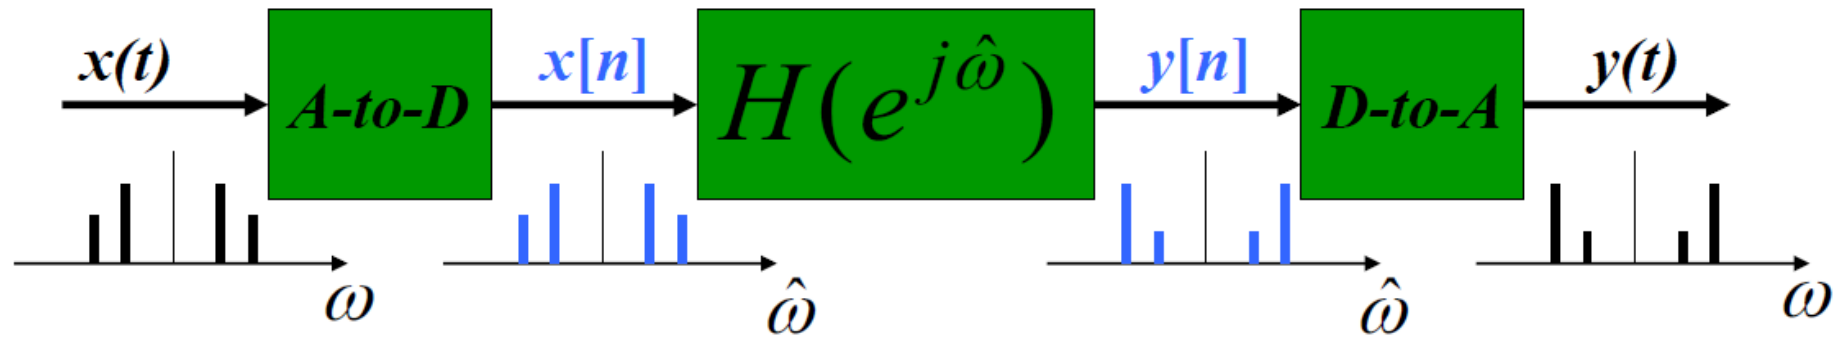 x(t) A-to-D x[n] H(e^{jω̂}) y[n] D-to-A y(t)
ω ω̂ ω̂ ω